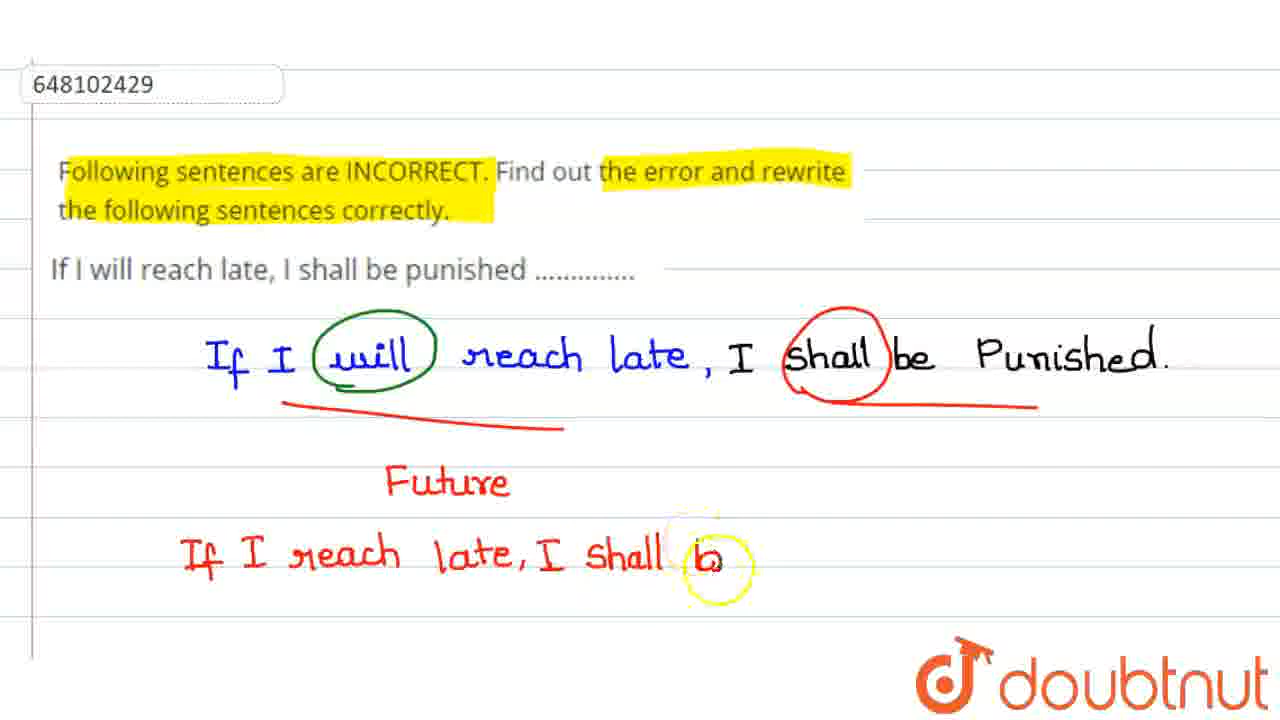 648102429
Following sentences are INCORRECT. Find out the error and rewrite
the following sentences correctly.
If I will reach late, I shall be punished ..............
If I will reach late, I shall be Punished.
Future
If I reach late, I shall b
doubtnut